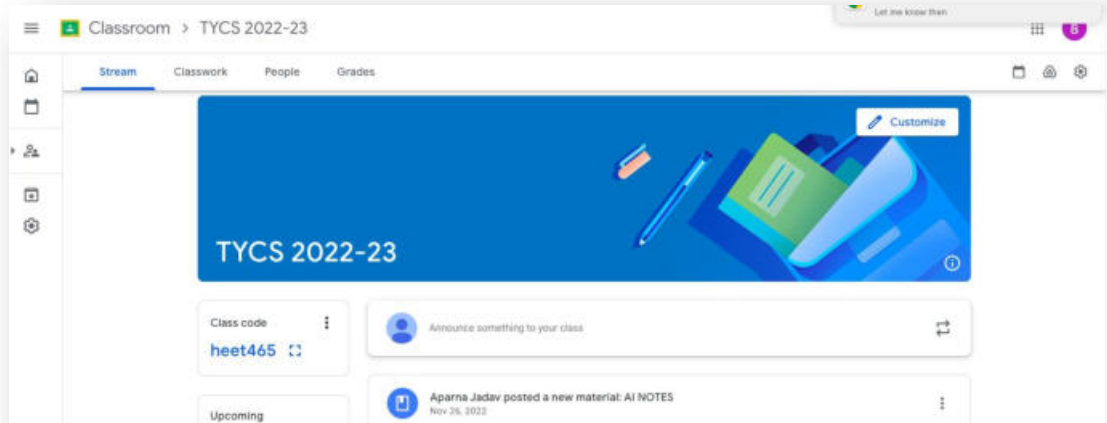 Let me know then
Classroom > TYCS 2022-23
B
Stream Classwork People Grades
Customize
TYCS 2022-23
Class code
heet465
Announce something to your class
Aparna Jadav posted a new material: AI NOTES
Nov 26, 2022
Upcoming